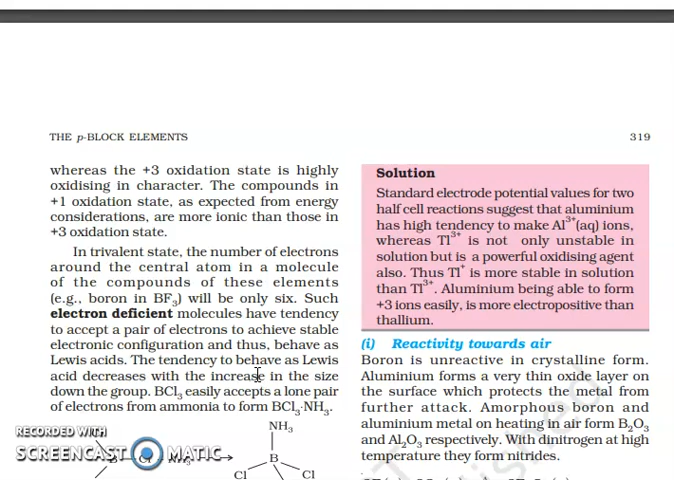 THE p-BLOCK ELEMENTS
319
whereas the +3 oxidation state is highly
oxidising in character. The compounds in
+1 oxidation state, as expected from energy
considerations, are more ionic than those in
+3 oxidation state.
In trivalent state, the number of electrons
around the central atom in a molecule
of the compounds of these elements
(e.g., boron in BF₃) will be only six. Such
electron deficient molecules have tendency
to accept a pair of electrons to achieve stable
electronic configuration and thus, behave as
Lewis acids. The tendency to behave as Lewis
acid decreases with the increase in the size
down the group. BCl₃ easily accepts a lone pair
of electrons from ammonia to form BCl₃·NH₃.
NH₃
B
Cl
Cl
RECORDED WITH
SCREENCAST MATIC
Solution
Standard electrode potential values for two
half cell reactions suggest that aluminium
has high tendency to make Al³⁺(aq) ions,
whereas Tl³⁺ is not only unstable in
solution but is a powerful oxidising agent
also. Thus Tl⁺ is more stable in solution
than Tl³⁺. Aluminium being able to form
+3 ions easily, is more electropositive than
thallium.
(i) Reactivity towards air
Boron is unreactive in crystalline form.
Aluminium forms a very thin oxide layer on
the surface which protects the metal from
further attack. Amorphous boron and
aluminium metal on heating in air form B₂O₃
and Al₂O₃ respectively. With dinitrogen at high
temperature they form nitrides.